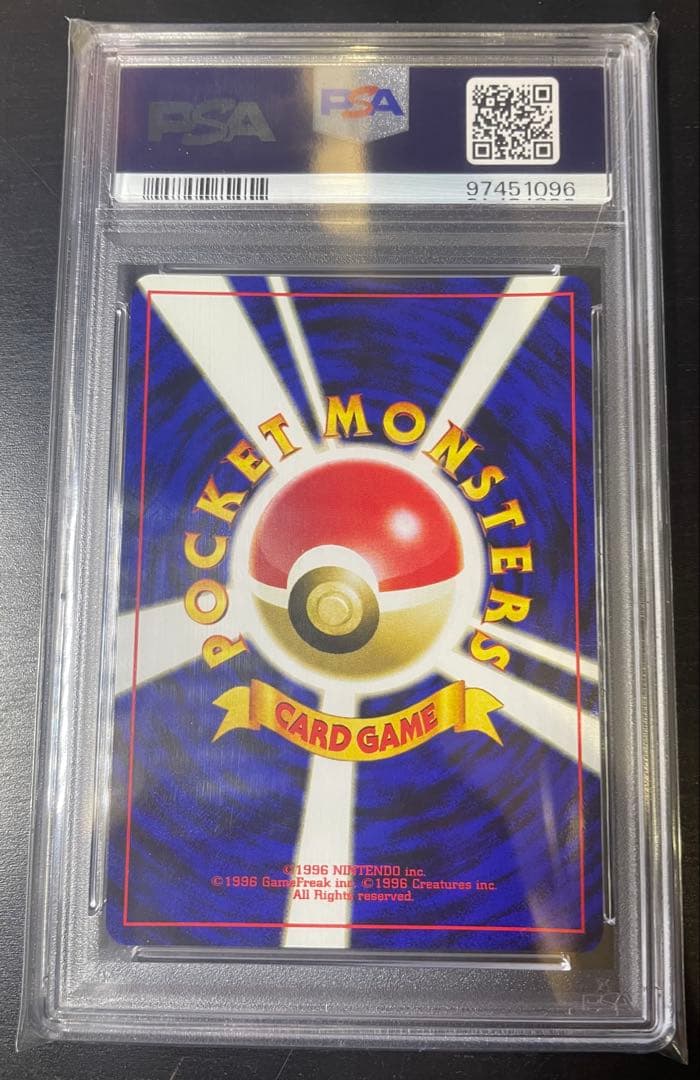 PSA
PSA
97451096
POCKET MONSTERS
CARD GAME
©1996 NINTENDO inc.
©1996 GameFreak inc. ©1996 Creatures inc.
All Rights reserved.
PSA